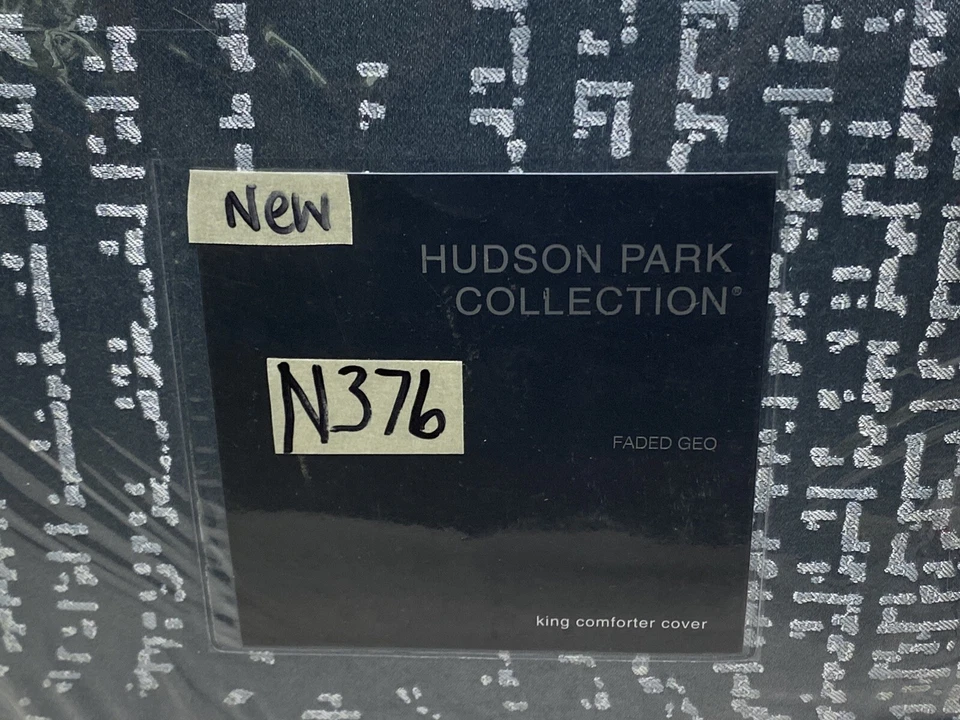 New
HUDSON PARK
COLLECTION®
N376
FADED GEO
king comforter cover